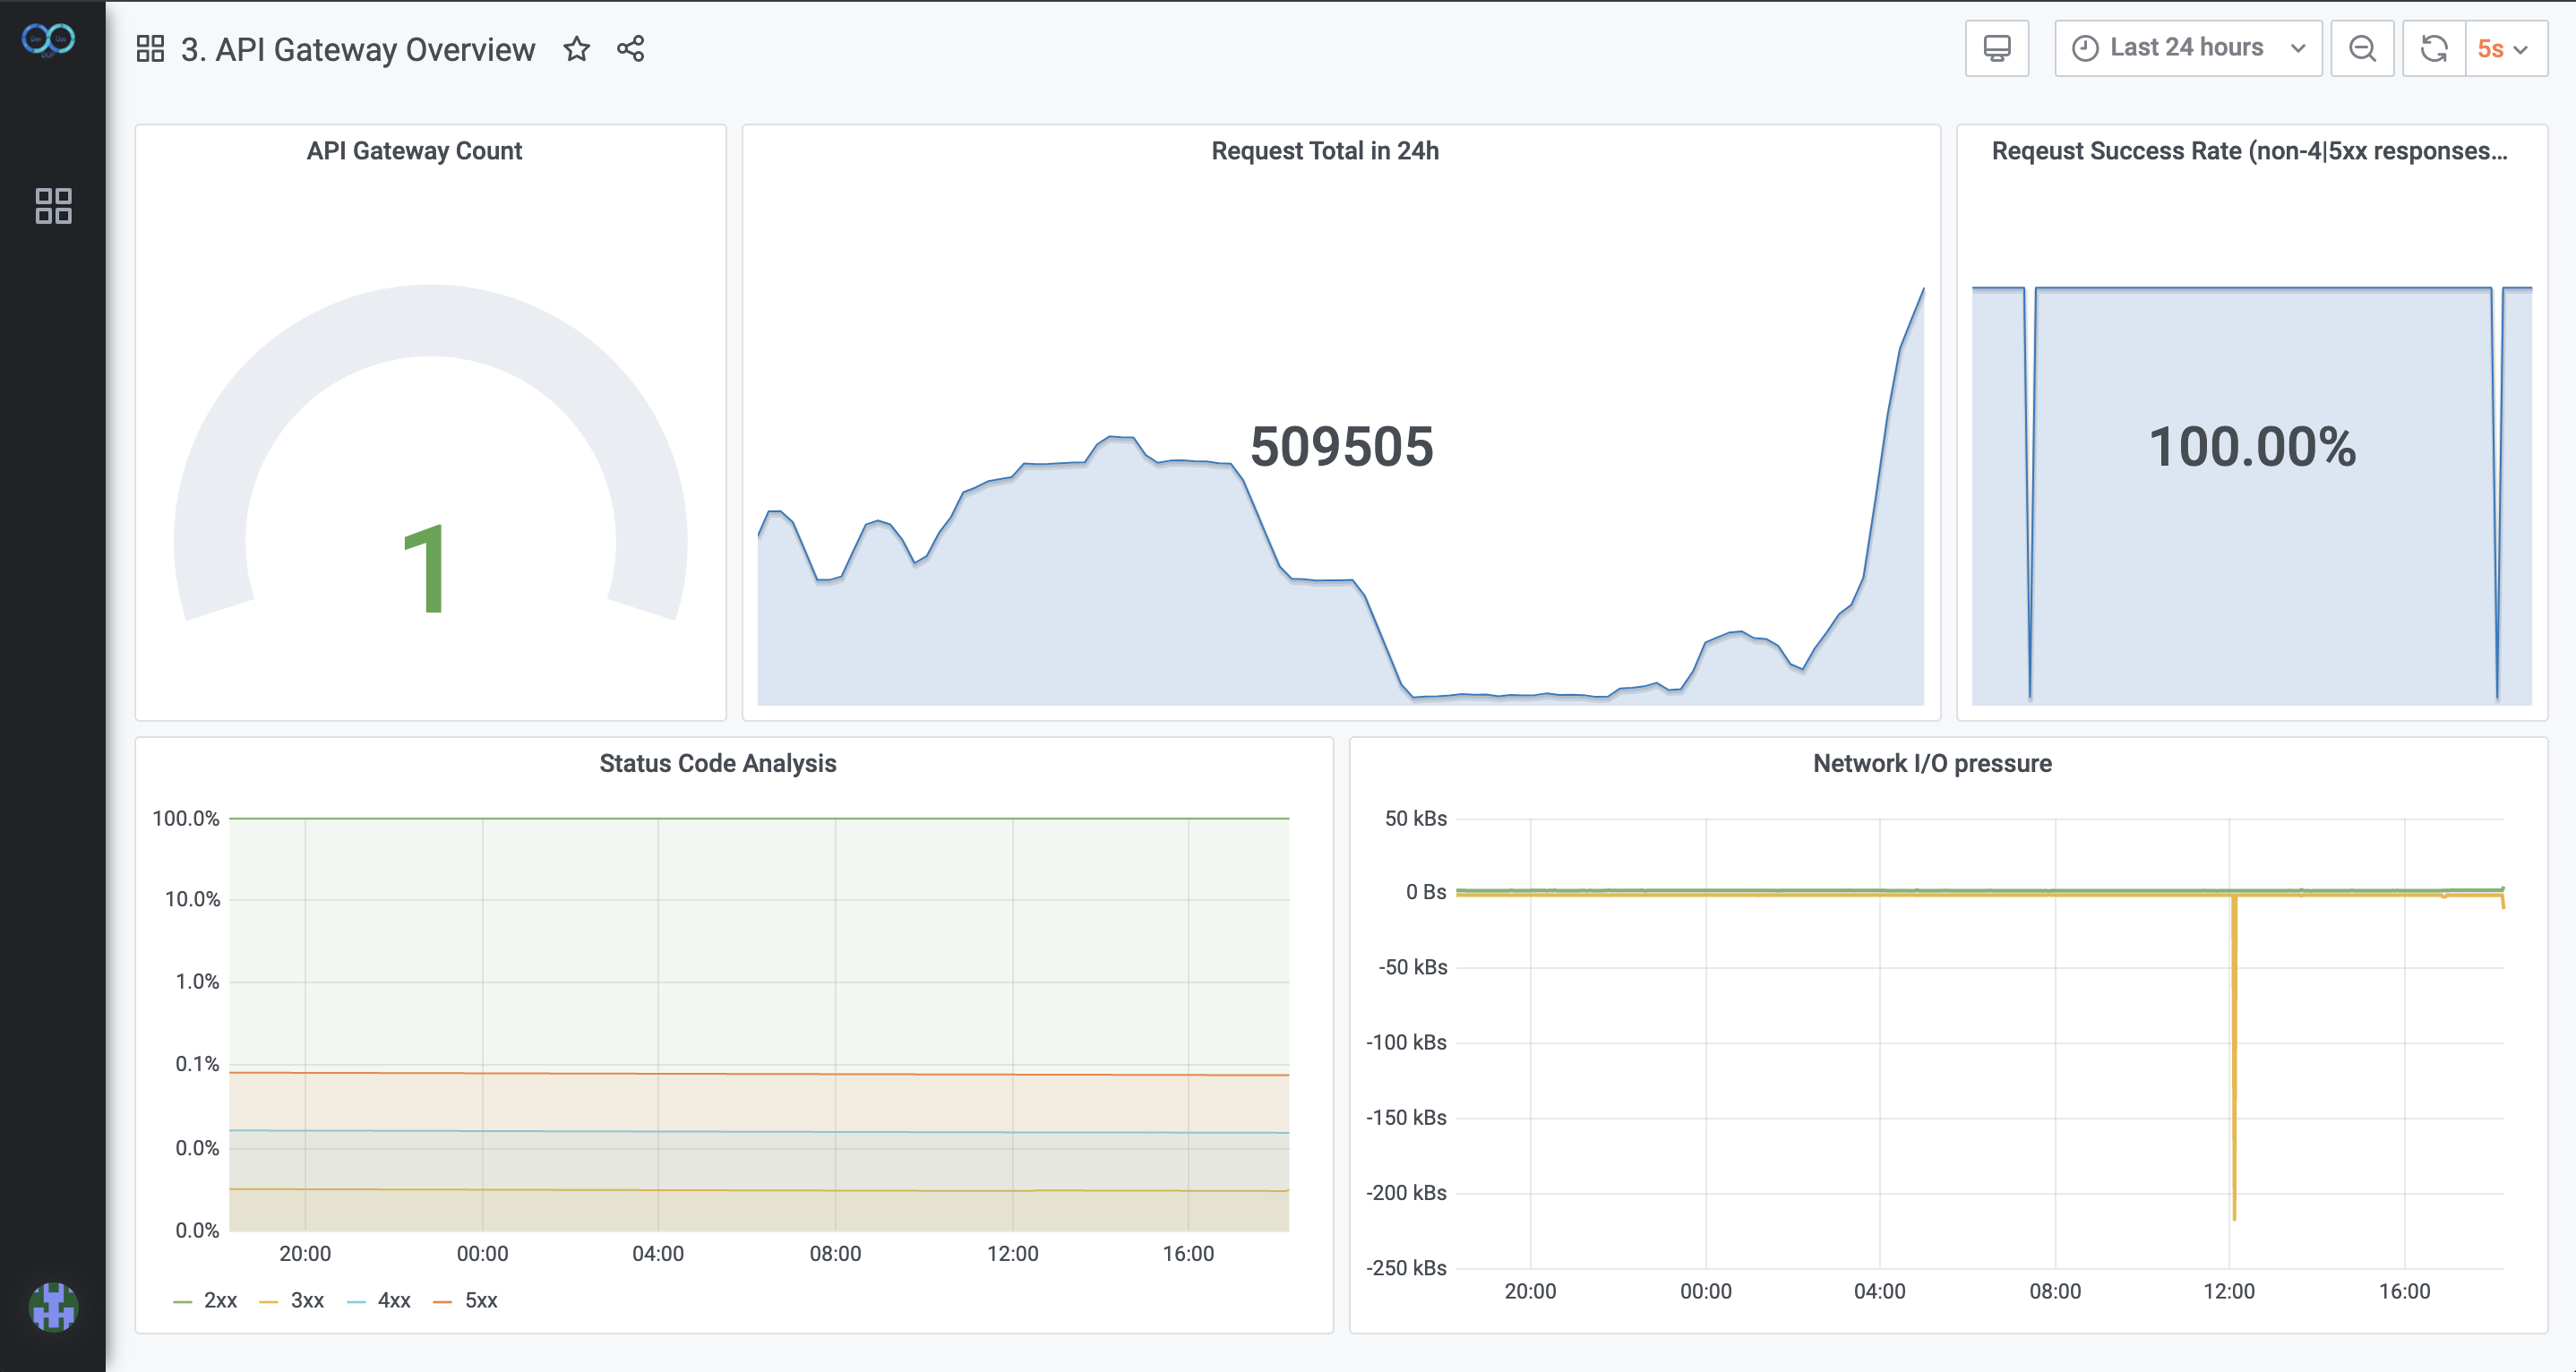 3. API Gateway Overview
Last 24 hours
5s
API Gateway Count
1
Request Total in 24h
509505
Reqeust Success Rate (non-4|5xx responses...
100.00%
Status Code Analysis
100.0%
10.0%
1.0%
0.1%
0.0%
0.0%
20:00 00:00 04:00 08:00 12:00 16:00
2xx 3xx 4xx 5xx
Network I/O pressure
50 kBs
0 Bs
-50 kBs
-100 kBs
-150 kBs
-200 kBs
-250 kBs
20:00 00:00 04:00 08:00 12:00 16:00